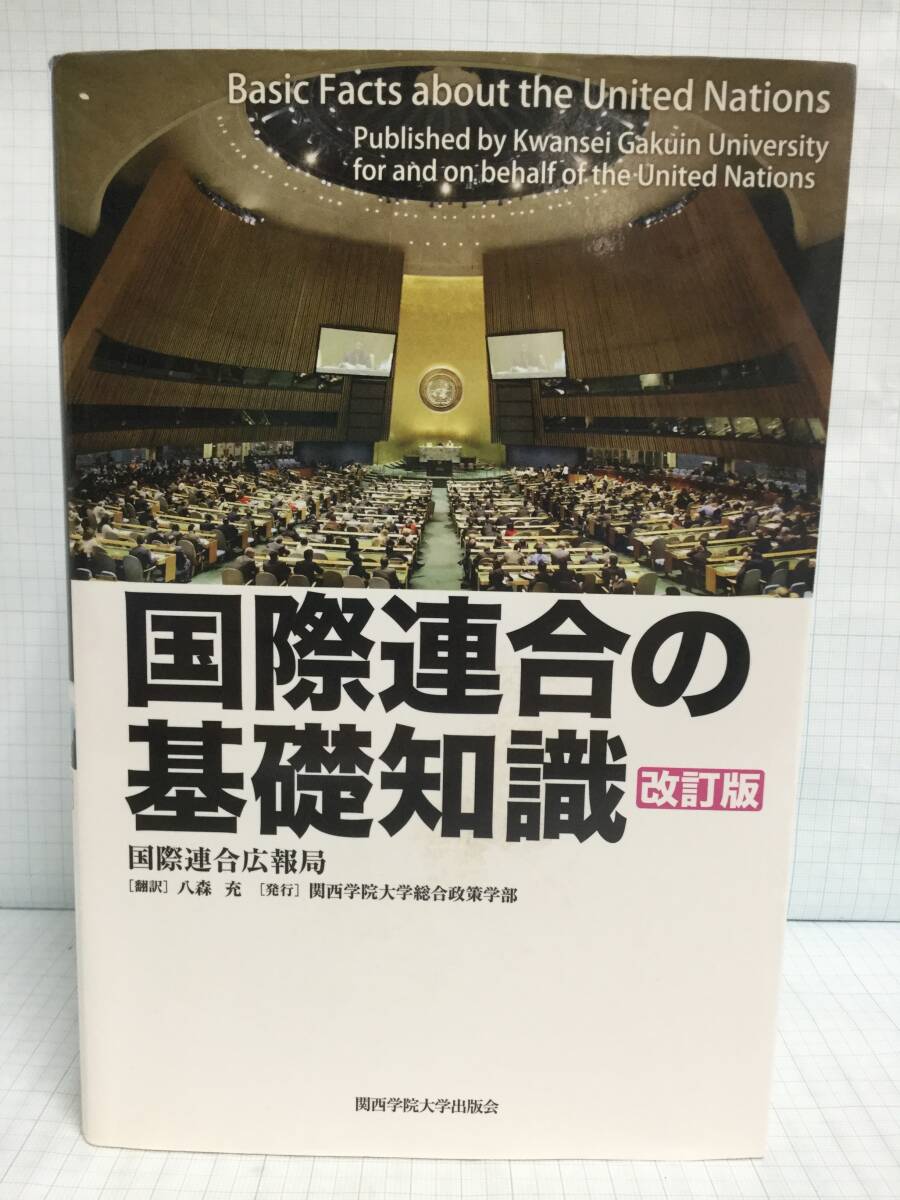 Basic Facts about the United Nations
Published by Kwansei Gakuin University
for and on behalf of the United Nations
国際連合の
基礎知識 改訂版
国際連合広報局
[翻訳] 八森 充 [発行] 関西学院大学総合政策学部
関西学院大学出版会